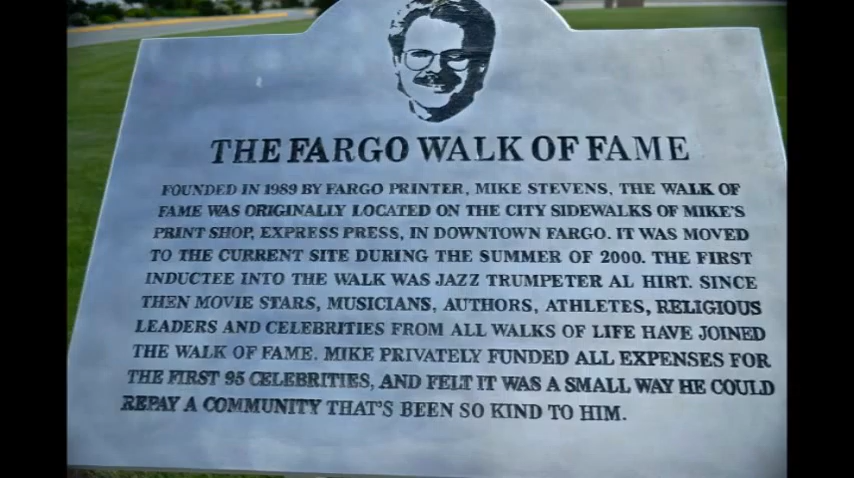 THE FARGO WALK OF FAME
FOUNDED IN 1989 BY FARGO PRINTER, MIKE STEVENS, THE WALK OF
FAME WAS ORIGINALLY LOCATED ON THE CITY SIDEWALKS OF MIKE'S
PRINT SHOP, EXPRESS PRESS, IN DOWNTOWN FARGO. IT WAS MOVED
TO THE CURRENT SITE DURING THE SUMMER OF 2000. THE FIRST
INDUCTEE INTO THE WALK WAS JAZZ TRUMPETER AL HIRT. SINCE
THEN MOVIE STARS, MUSICIANS, AUTHORS, ATHLETES, RELIGIOUS
LEADERS AND CELEBRITIES FROM ALL WALKS OF LIFE HAVE JOINED
THE WALK OF FAME. MIKE PRIVATELY FUNDED ALL EXPENSES FOR
THE FIRST 95 CELEBRITIES, AND FELT IT WAS A SMALL WAY HE COULD
REPAY A COMMUNITY THAT'S BEEN SO KIND TO HIM.